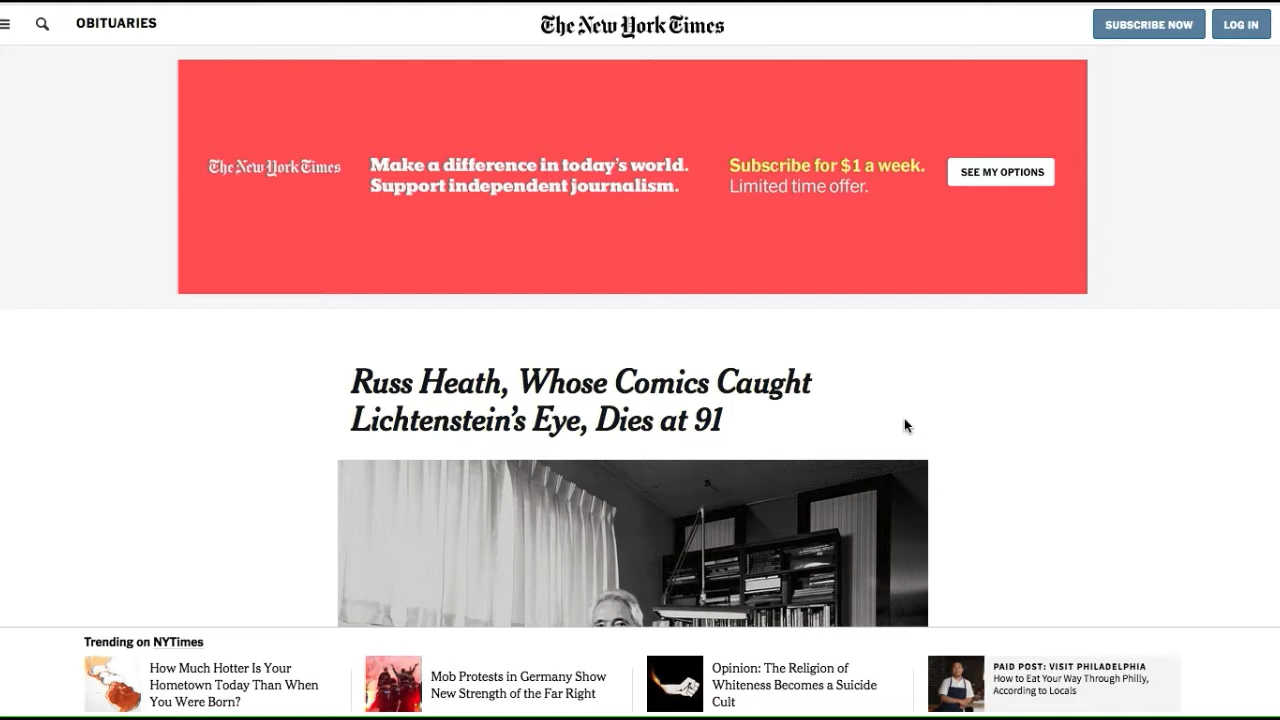 OBITUARIES
The New York Times
SUBSCRIBE NOW
LOG IN
The New York Times
Make a difference in today's world.
Support independent journalism.
Subscribe for $1 a week.
Limited time offer.
SEE MY OPTIONS
Russ Heath, Whose Comics Caught
Lichtenstein's Eye, Dies at 91
Trending on NYTimes
How Much Hotter Is Your
Hometown Today Than When
You Were Born?
Mob Protests in Germany Show
New Strength of the Far Right
Opinion: The Religion of
Whiteness Becomes a Suicide
Cult
PAID POST: VISIT PHILADELPHIA
How to Eat Your Way Through Philly,
According to Locals